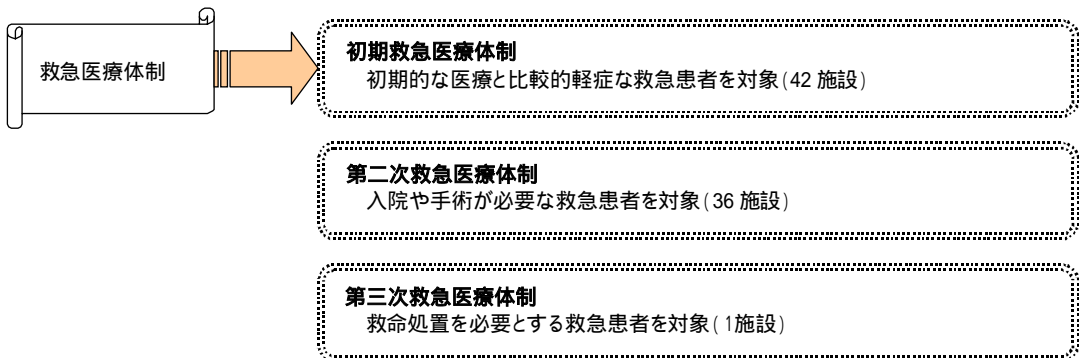 救急医療体制
初期救急医療体制
初期的な医療と比較的軽症な救急患者を対象(42 施設)
第二次救急医療体制
入院や手術が必要な救急患者を対象(36 施設)
第三次救急医療体制
救命処置を必要とする救急患者を対象( 1施設)